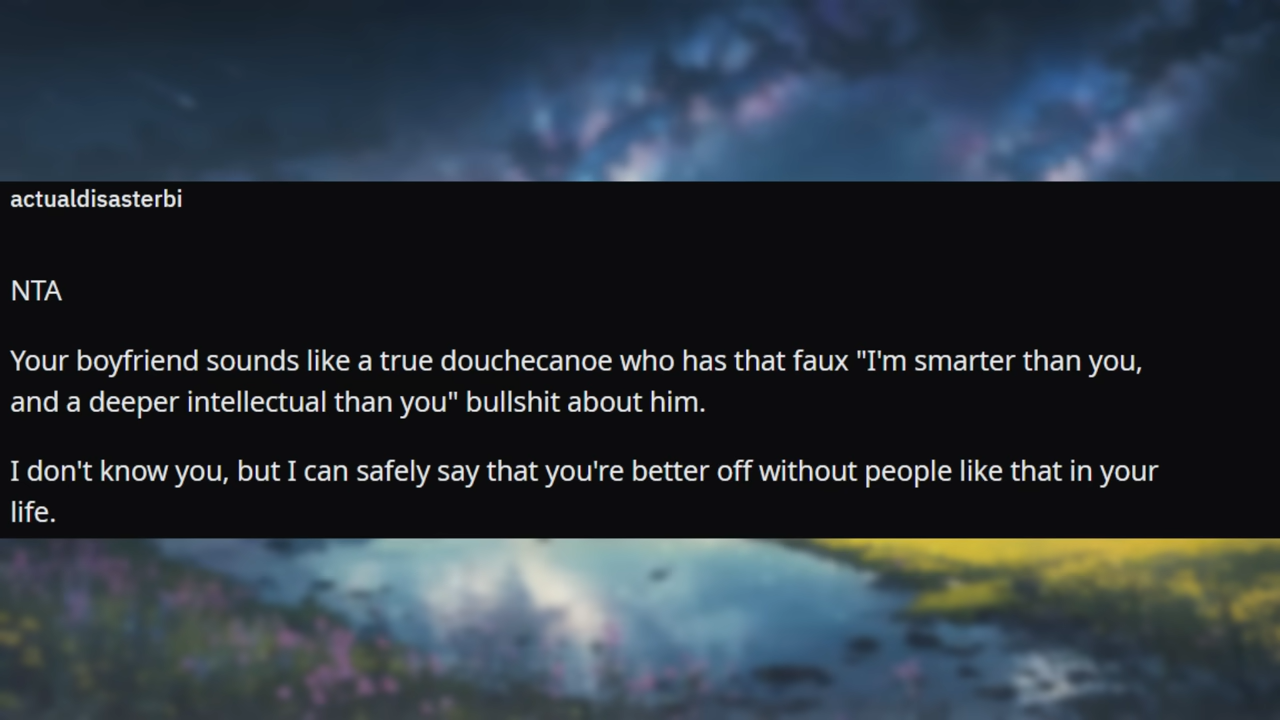 actualdisasterbi
NTA
Your boyfriend sounds like a true douchecanoe who has that faux "I'm smarter than you,
and a deeper intellectual than you" bullshit about him.
I don't know you, but I can safely say that you're better off without people like that in your
life.